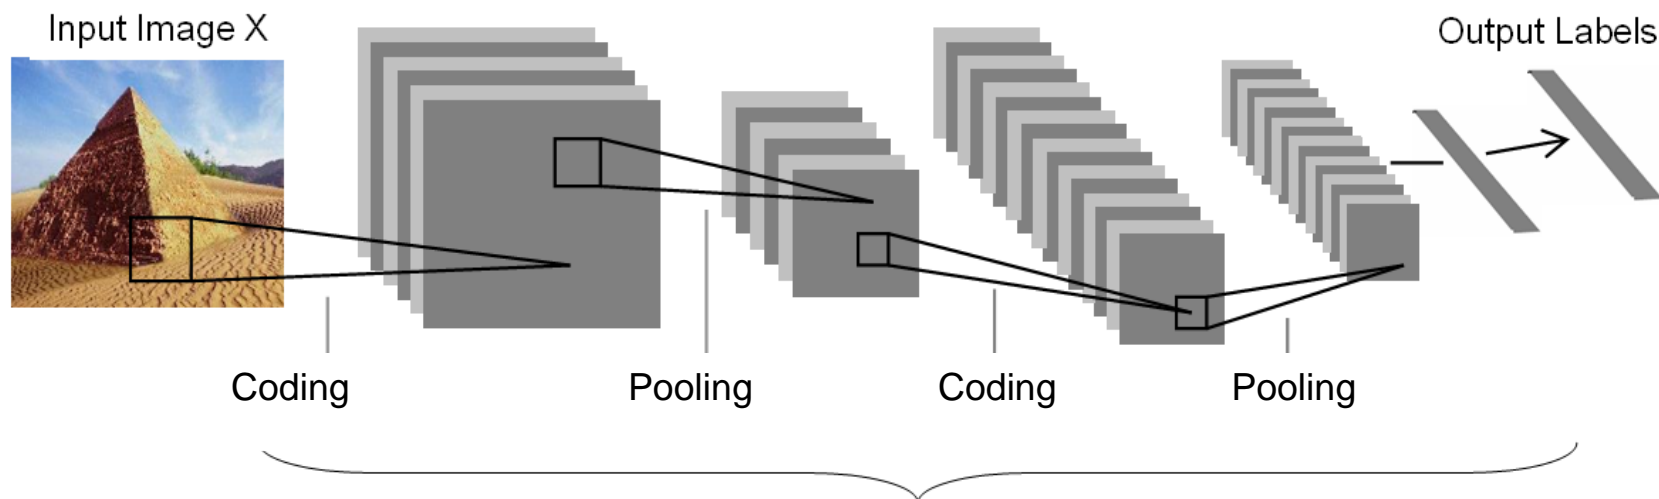 Input Image X
Output Labels
Coding
Pooling
Coding
Pooling